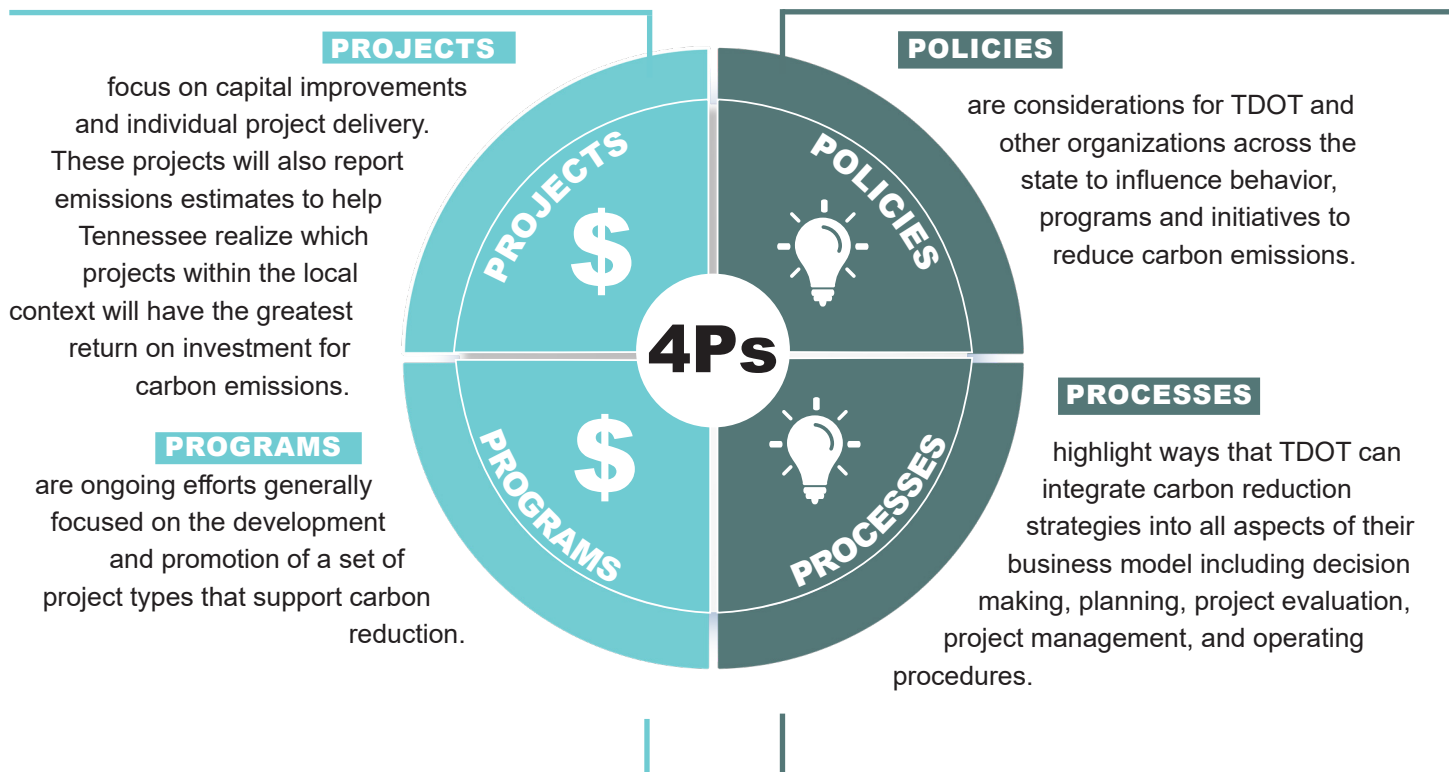 PROJECTS
focus on capital improvements
and individual project delivery.
These projects will also report
emissions estimates to help
Tennessee realize which
projects within the local
context will have the greatest
return on investment for
carbon emissions.
PROGRAMS
are ongoing efforts generally
focused on the development
and promotion of a set of
project types that support carbon
reduction.
PROJECTS
$
POLICIES
4Ps
PROGRAMS
$
PROCESSES
POLICIES
are considerations for TDOT and
other organizations across the
state to influence behavior,
programs and initiatives to
reduce carbon emissions.
PROCESSES
highlight ways that TDOT can
integrate carbon reduction
strategies into all aspects of their
business model including decision
making, planning, project evaluation,
project management, and operating
procedures.